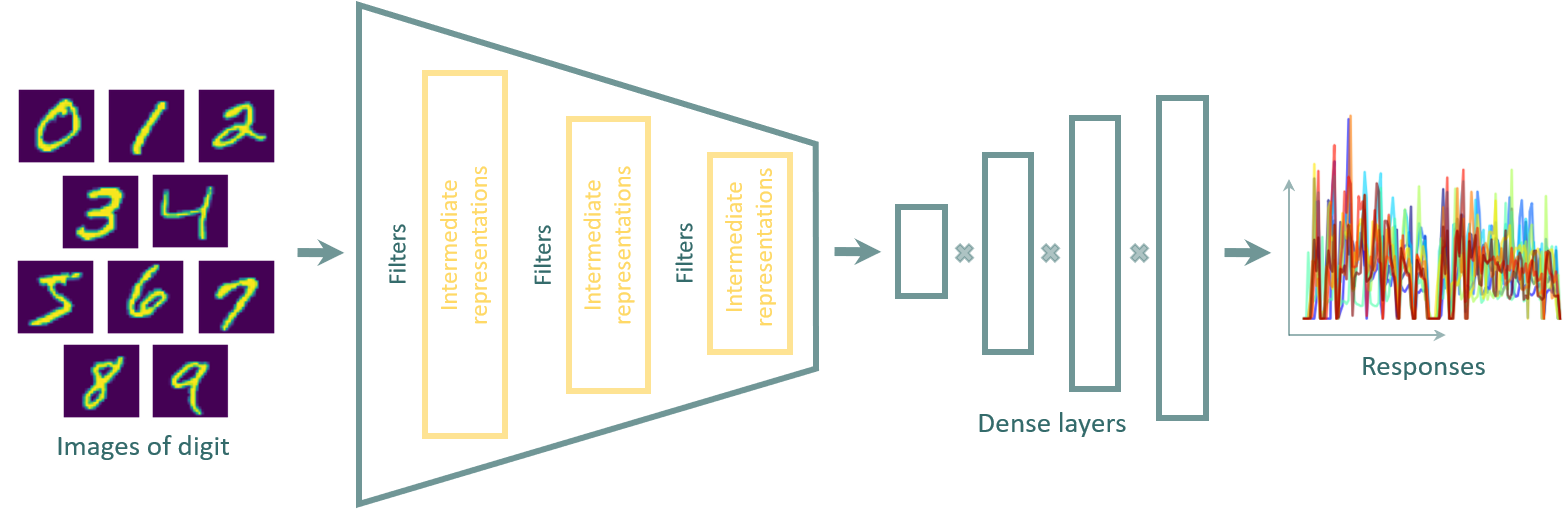 0 1 2
3 4
5 6 7
8 9
Images of digit
Filters
Intermediate
representations
Filters
Intermediate
representations
Filters
Intermediate
representations
Dense layers
Responses